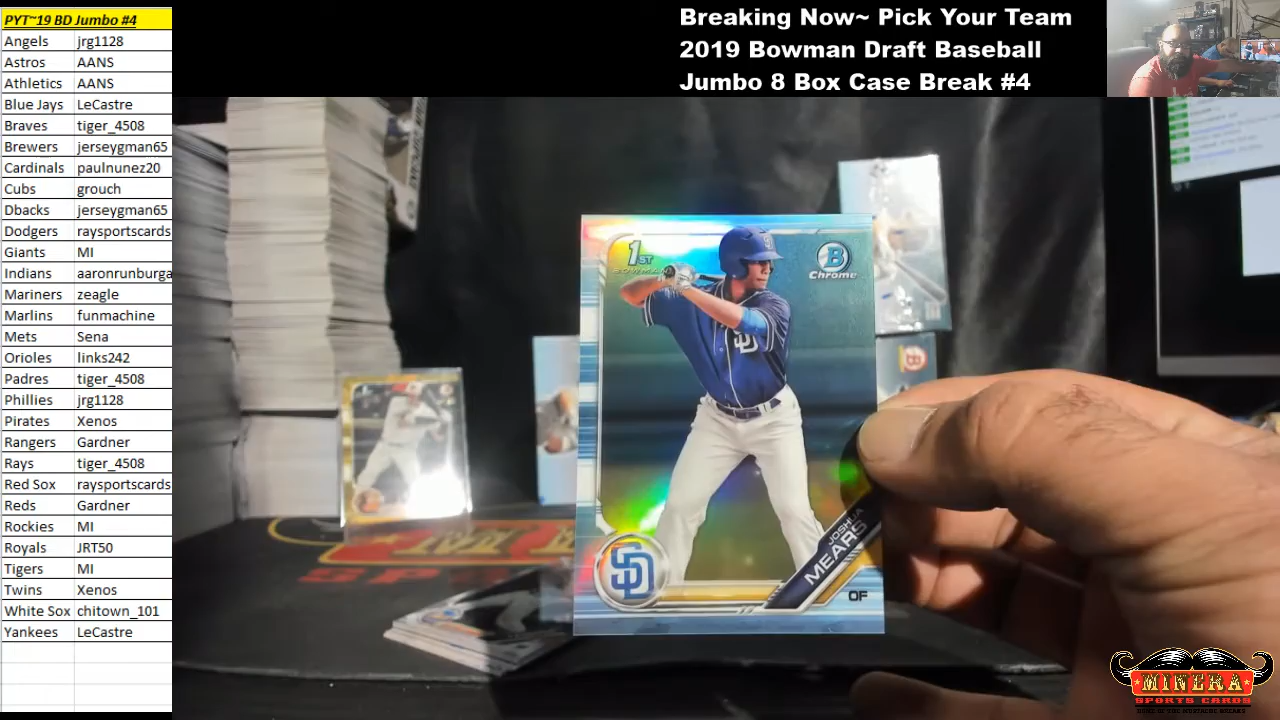 PYT~19 BD Jumbo #4
Angels jrg1128
Astros AANS
Athletics AANS
Blue Jays LeCastre
Braves tiger_4508
Brewers jerseygman65
Cardinals paulnunez20
Cubs grouch
Dbacks jerseygman65
Dodgers raysportscards
Giants MI
Indians aaronrunburga
Mariners zeagle
Marlins funmachine
Mets Sena
Orioles links242
Padres tiger_4508
Phillies jrg1128
Pirates Xenos
Rangers Gardner
Rays tiger_4508
Red Sox raysportscards
Reds Gardner
Rockies MI
Royals JRT50
Tigers MI
Twins Xenos
White Sox chitown_101
Yankees LeCastre
Breaking Now~ Pick Your Team
2019 Bowman Draft Baseball
Jumbo 8 Box Case Break #4
1ST
BOWMAN
B
Chrome
SD
SD
JOSHUA
MEARS
OF
MINERA
SPORTS CARDS